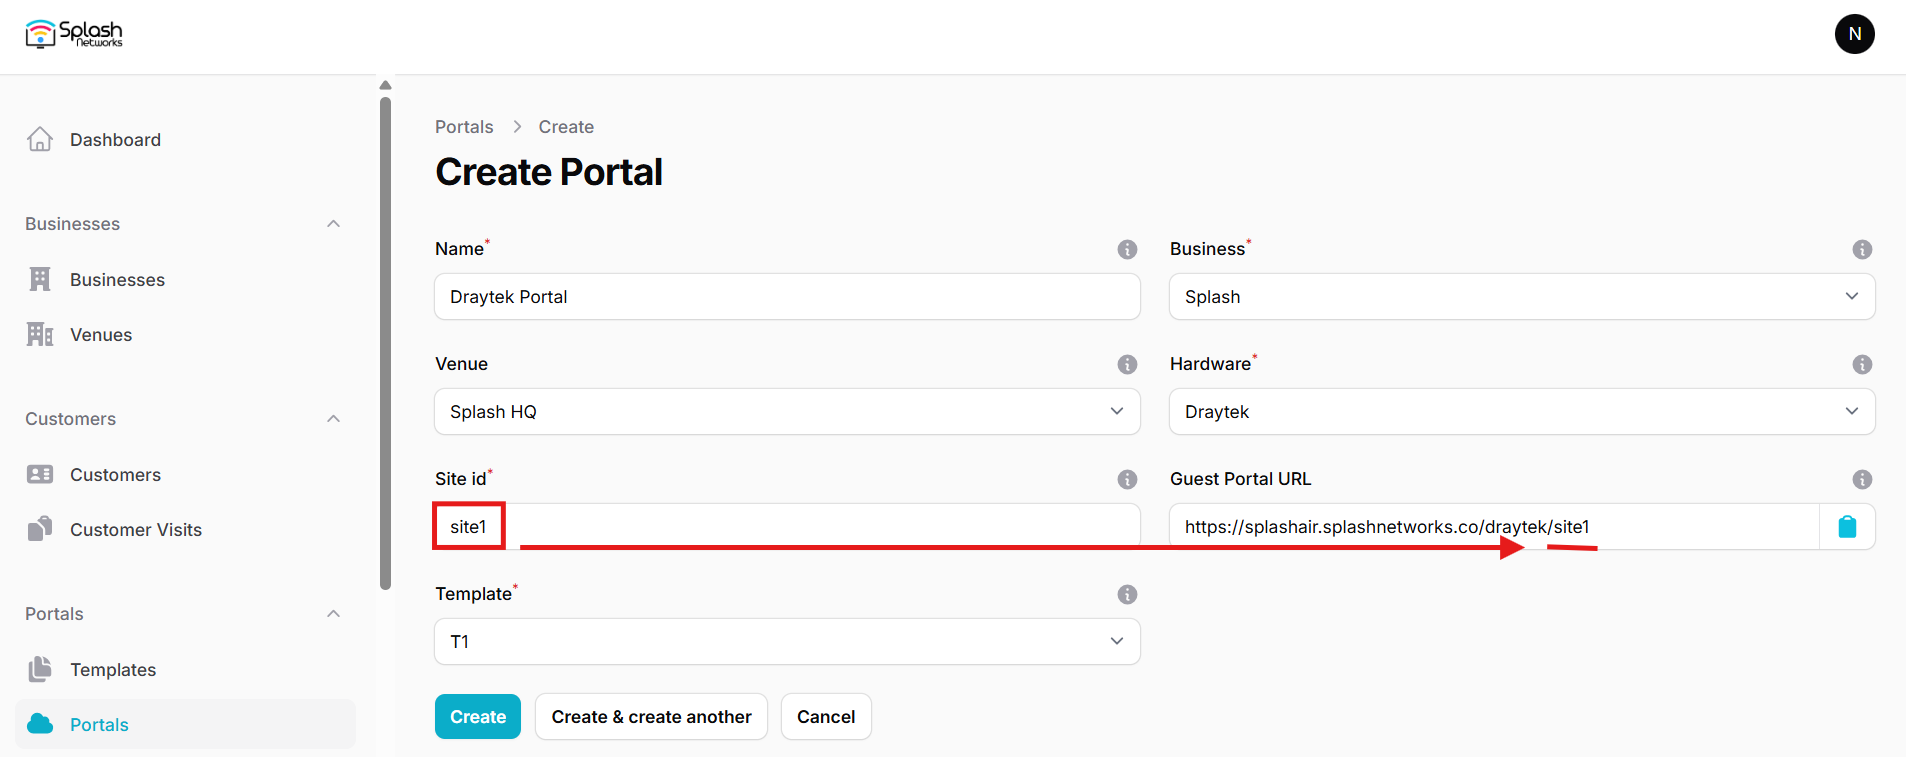 Splash
Networks
N
Dashboard
Businesses
Businesses
Venues
Customers
Customers
Customer Visits
Portals
Templates
Portals
Portals > Create
Create Portal
Name*
Draytek Portal
Business*
Splash
Venue
Splash HQ
Hardware*
Draytek
Site id*
site1
Guest Portal URL
https://splashair.splashnetworks.co/draytek/site1
Template*
T1
Create
Create & create another
Cancel